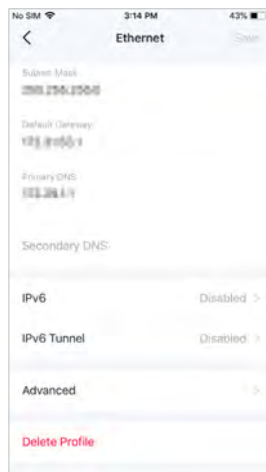 No SIM 3:14 PM 43%
Ethernet Save
Subnet Mask
Default Gateway
Primary DNS
Secondary DNS
IPv6 Disabled
IPv6 Tunnel Disabled
Advanced
Delete Profile